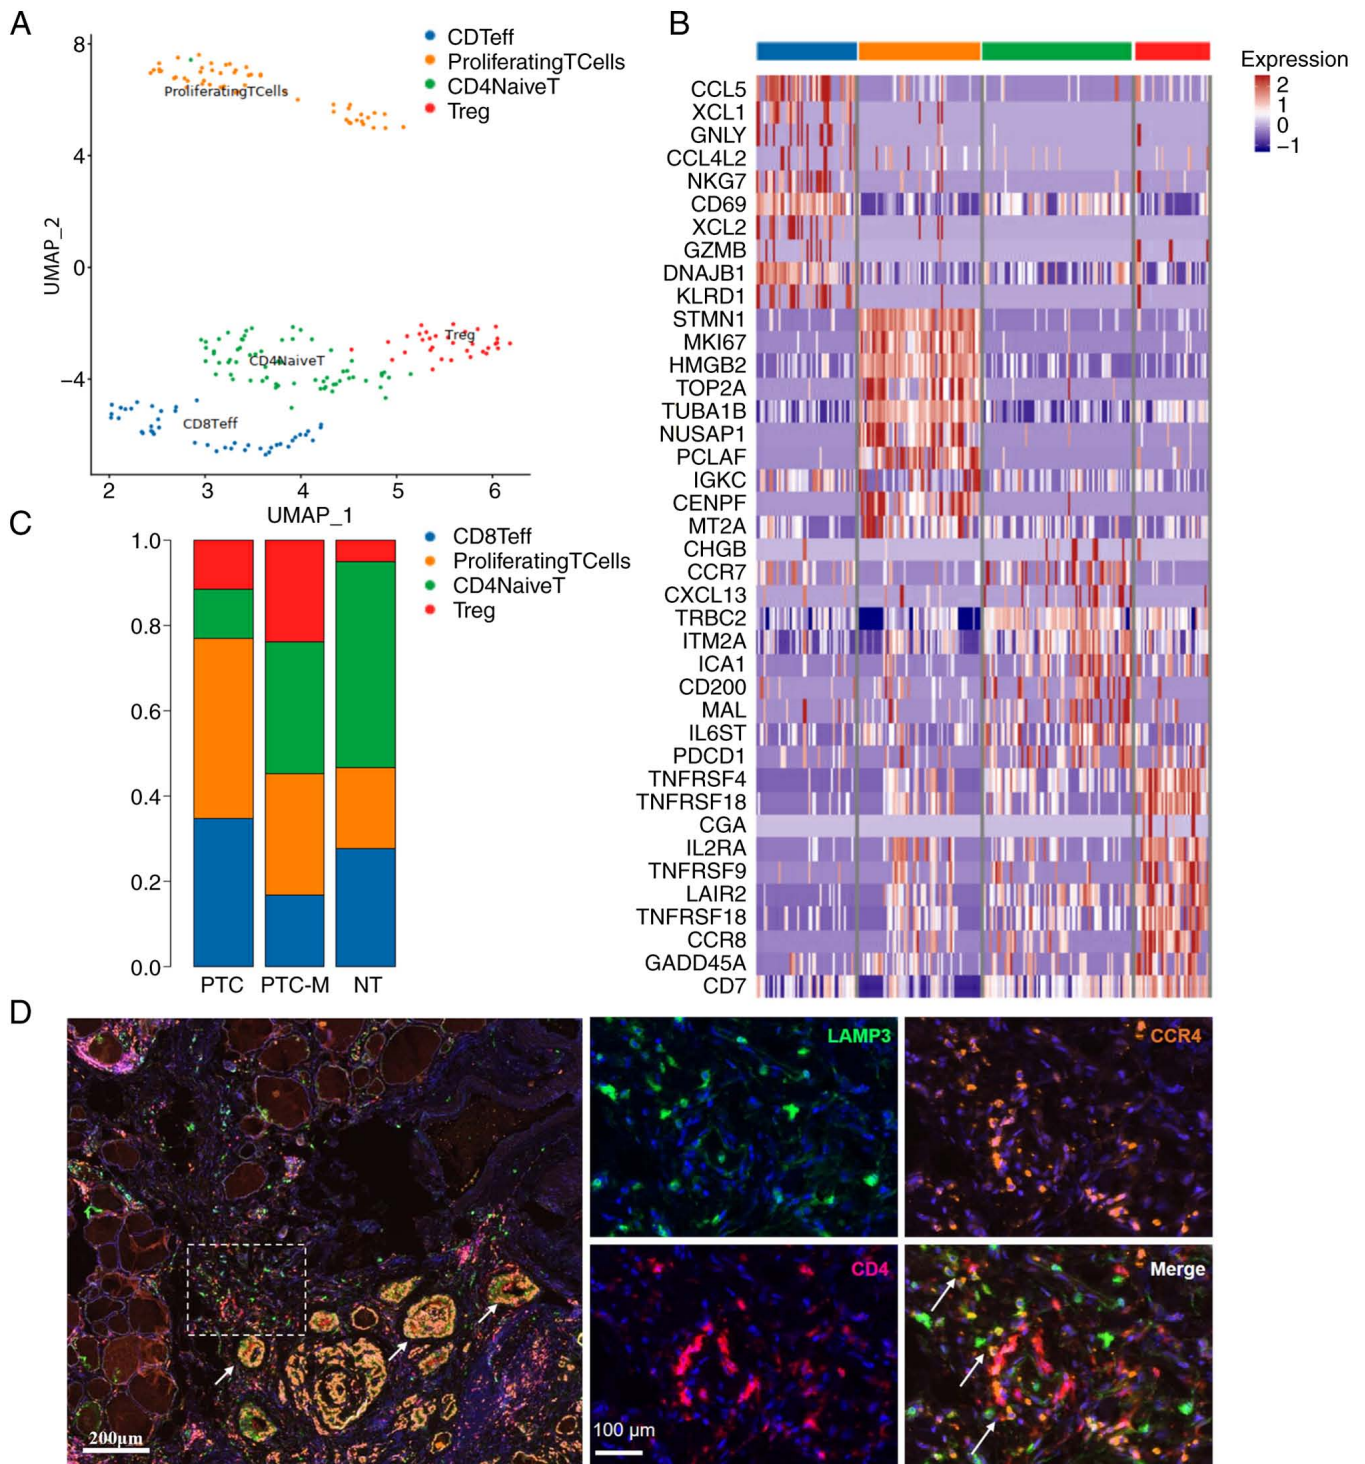 A
8
4
0
−4
UMAP_2
2
3
4
5
6
UMAP_1
ProliferatingTCells
CD4NaiveT
Treg
CD8Teff
CDTeff
ProliferatingTCells
CD4NaiveT
Treg
B
Expression
2
1
0
−1
CCL5
XCL1
GNLY
CCL4L2
NKG7
CD69
XCL2
GZMB
DNAJB1
KLRD1
STMN1
MKI67
HMGB2
TOP2A
TUBA1B
NUSAP1
PCLAF
IGKC
CENPF
MT2A
CHGB
CCR7
CXCL13
TRBC2
ITM2A
ICA1
CD200
MAL
IL6ST
PDCD1
TNFRSF4
TNFRSF18
CGA
IL2RA
TNFRSF9
LAIR2
TNFRSF18
CCR8
GADD45A
CD7
C
1.0
0.8
0.6
0.4
0.2
0.0
PTC
PTC-M
NT
CD8Teff
ProliferatingTCells
CD4NaiveT
Treg
D
200μm
LAMP3
CCR4
CD4
100 μm
Merge